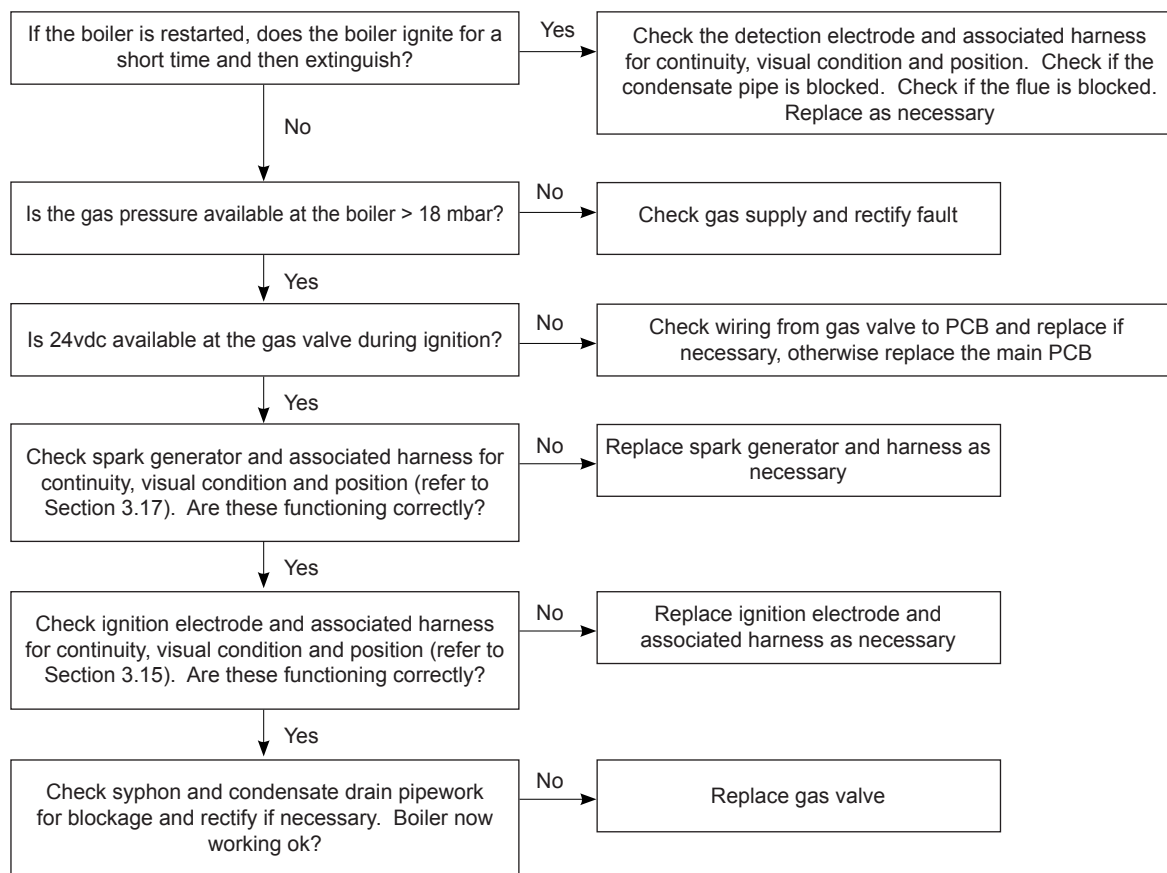 If the boiler is restarted, does the boiler ignite for a
short time and then extinguish?
Yes
Check the detection electrode and associated harness
for continuity, visual condition and position.  Check if the
condensate pipe is blocked.  Check if the flue is blocked.
Replace as necessary
No
Is the gas pressure available at the boiler > 18 mbar?
No
Check gas supply and rectify fault
Yes
Is 24vdc available at the gas valve during ignition?
No
Check wiring from gas valve to PCB and replace if
necessary, otherwise replace the main PCB
Yes
Check spark generator and associated harness for
continuity, visual condition and position (refer to
Section 3.17).  Are these functioning correctly?
No
Replace spark generator and harness as
necessary
Yes
Check ignition electrode and associated harness
for continuity, visual condition and position (refer to
Section 3.15).  Are these functioning correctly?
No
Replace ignition electrode and
associated harness as necessary
Yes
Check syphon and condensate drain pipework
for blockage and rectify if necessary.  Boiler now
working ok?
No
Replace gas valve